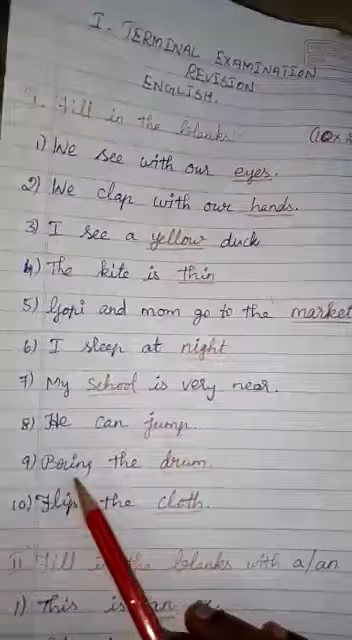 I. TERMINAL EXAMINATION
REVISION
ENGLISH.
I. Fill in the blanks.
1) We see with our eyes.
2) We clap with our hands.
3) I see a yellow duck
4) The kite is thin
5) Gopi and mom go to the market
6) I sleep at night
7) My school is very near.
8) He can jump.
9) the drum.
10) Flip the cloth.
II Fill in the blanks with a/an
1) This is an